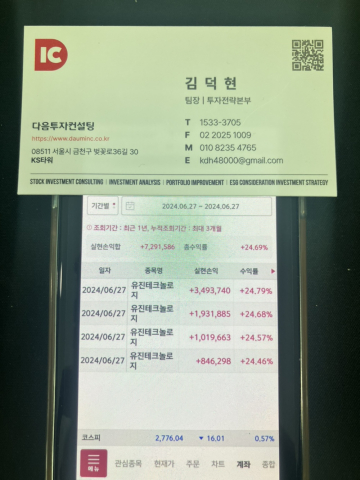 IC
김덕현
팀장 | 투자전략본부
다음투자컨설팅
https://www.dauminc.co.kr
08511 서울시 금천구 벚꽃로36길 30
KS타워
T 1533-3705
F 02 2025 1009
M 010 8235 4765
E kdh48000@gmail.com
STOCK INVESTMENT CONSULTING | INVESTMENT ANALYSIS | PORTFOLIO IMPROVEMENT | ESG CONSIDERATION INVESTMENT STRATEGY
기간별 2024.06.27 ~ 2024.06.27
조회기간 : 최근 1년, 누적조회기간 : 최대 3개월
실현손익합 +7,291,586 총수익률 +24.69%
일자 종목명 실현손익 수익률
2024/06/27 유진테크놀로지 +3,493,740 +24.79%
2024/06/27 유진테크놀로지 +1,931,885 +24.68%
2024/06/27 유진테크놀로지 +1,019,663 +24.57%
2024/06/27 유진테크놀로지 +846,298 +24.46%
코스피 2,776.04 ▼ 16.01 0.57%
메뉴 관심종목 현재가 주문 차트 계좌 종합